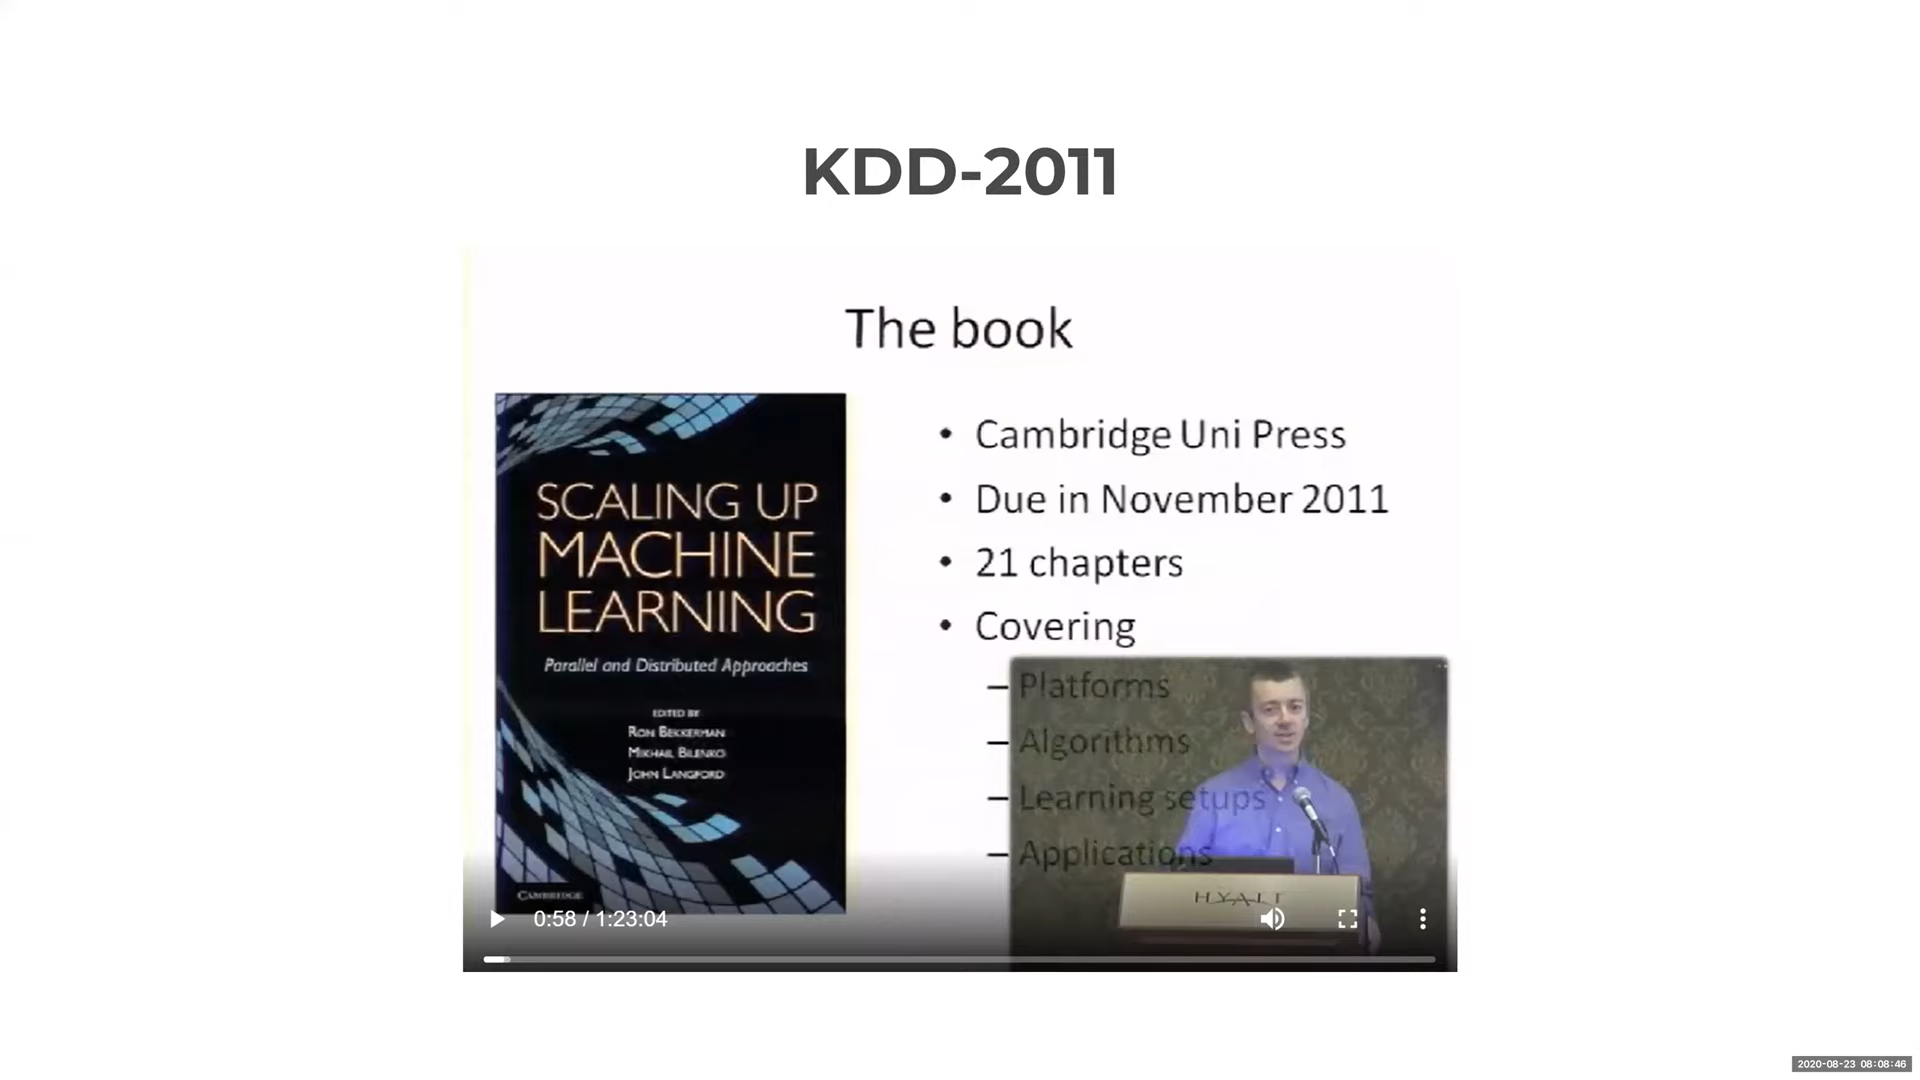 KDD-2011
The book
SCALING UP
MACHINE
LEARNING
Parallel and Distributed Approaches
EDITED BY
RON BEKKERMAN
MIKHAIL BILENKO
JOHN LANGFORD
CAMBRIDGE
• Cambridge Uni Press
• Due in November 2011
• 21 chapters
• Covering
– Platforms
– Algorithms
– Learning setups
– Applications
HYATT
0:58 / 1:23:04
2020-08-23 08:08:46